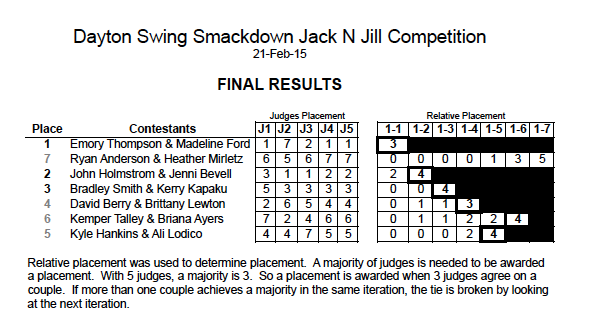 Dayton Swing Smackdown Jack N Jill Competition
21-Feb-15
FINAL RESULTS
Judges Placement Relative Placement
Place Contestants J1 J2 J3 J4 J5 1-1 1-2 1-3 1-4 1-5 1-6 1-7
1 Emory Thompson & Madeline Ford 1 7 2 1 1 3
7 Ryan Anderson & Heather Mirletz 6 5 6 7 7 0 0 0 0 1 3 5
2 John Holmstrom & Jenni Bevell 3 1 1 2 2 2 4
3 Bradley Smith & Kerry Kapaku 5 3 3 3 3 0 0 4
4 David Berry & Brittany Lewton 2 6 5 4 4 0 1 1 3
6 Kemper Talley & Briana Ayers 7 2 4 6 6 0 1 1 2 2 4
5 Kyle Hankins & Ali Lodico 4 4 7 5 5 0 0 0 2 4
Relative placement was used to determine placement. A majority of judges is needed to be awarded
a placement. With 5 judges, a majority is 3. So a placement is awarded when 3 judges agree on a
couple. If more than one couple achieves a majority in the same iteration, the tie is broken by looking
at the next iteration.